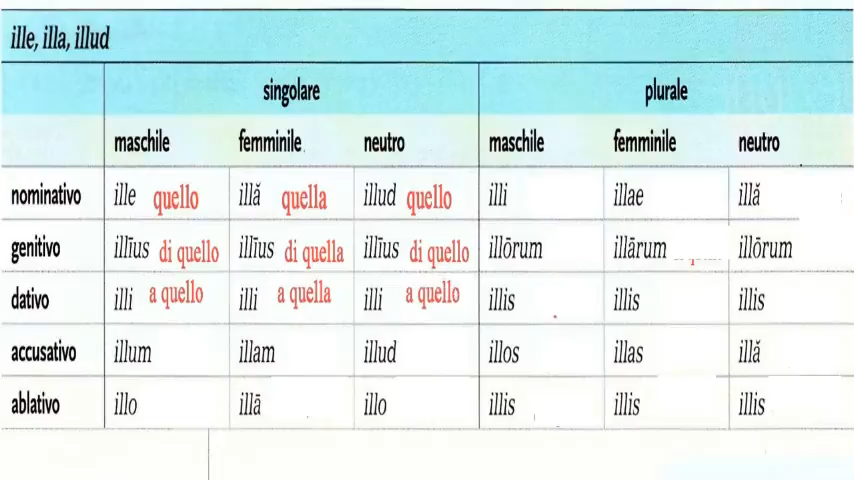 ille, illa, illud
singolare plurale
maschile femminile neutro maschile femminile neutro
nominativo ille quello illă quella illud quello illi illae illă
genitivo illīus di quello illīus di quella illīus di quello illōrum illārum illōrum
dativo illi a quello illi a quella illi a quello illis illis illis
accusativo illum illam illud illos illas illă
ablativo illo illā illo illis illis illis